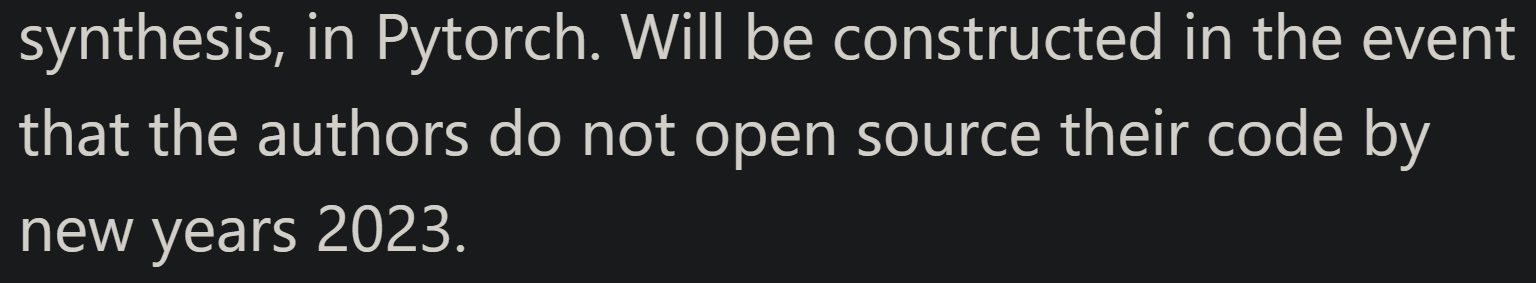 synthesis, in Pytorch. Will be constructed in the event
that the authors do not open source their code by
new years 2023.